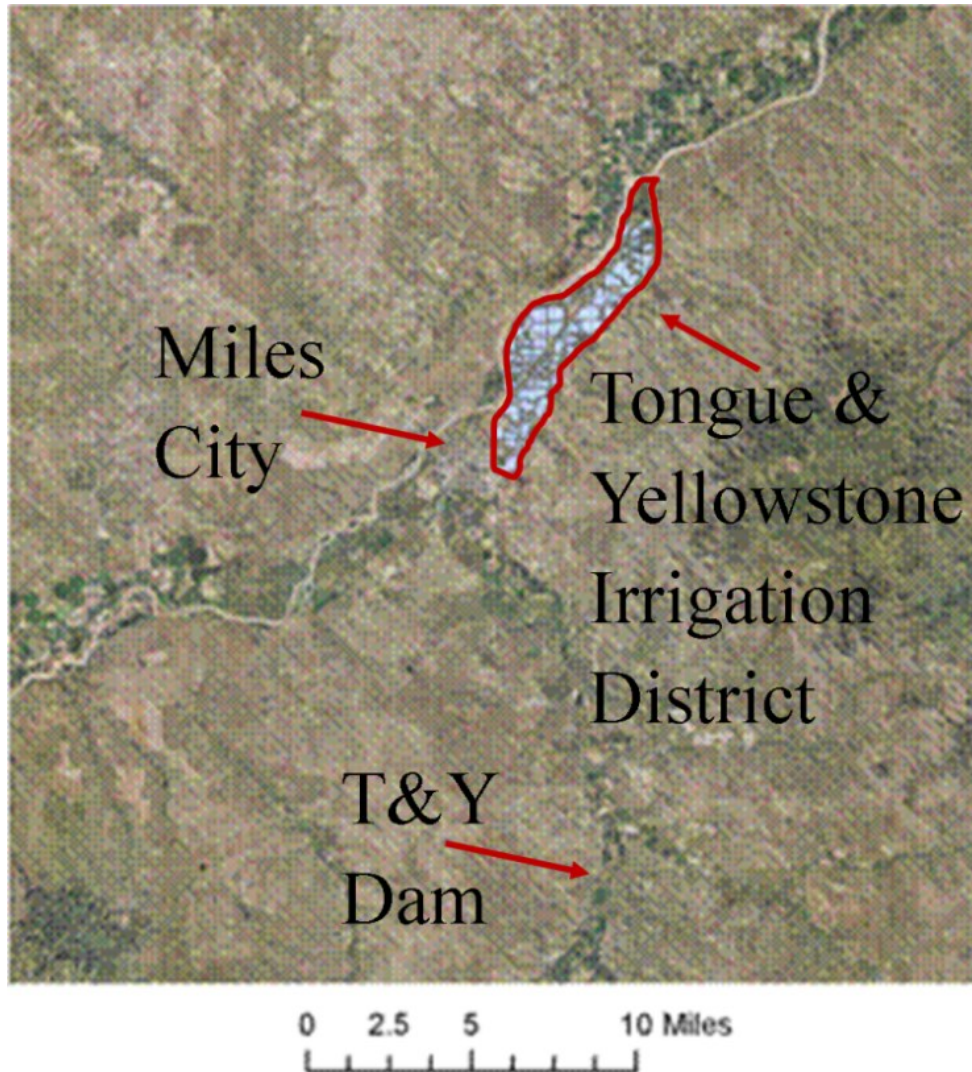 Miles
City
Tongue &
Yellowstone
Irrigation
District
T&Y
Dam
0 2.5 5 10 Miles